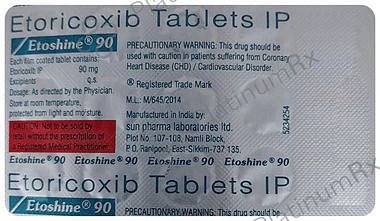 Etoricoxib Tablets IP
Etoshine® 90
Each film coated tablet contains:
Etoricoxib IP 90 mg
Excipients q.s.
Dosage: As directed by the Physician.
Store at room temperature,
protected from light and moisture.
CAUTION: Not to be sold by
retail without the prescription of
a Registered Medical Practitioner.
PRECAUTIONARY WARNING: This drug should be
used with caution in patients suffering from Coronary
Heart Disease (CHD) / Cardiovascular Disorder.
® Registered Trade Mark
M.L.: M/645/2014
Manufactured in India by:
sun pharma laboratories ltd.
Plot No. 107-108, Namli Block,
P.O. Ranipool, East-Sikkim-737 135.
5234254
Etoshine® 90 Etoshine® 90 Etoshine® 90 Etoshine® 90
Etoricoxib Tablets IP
Etoshine® 90
PRECAUTIONARY WARNING: This drug should be
PlatinumRx